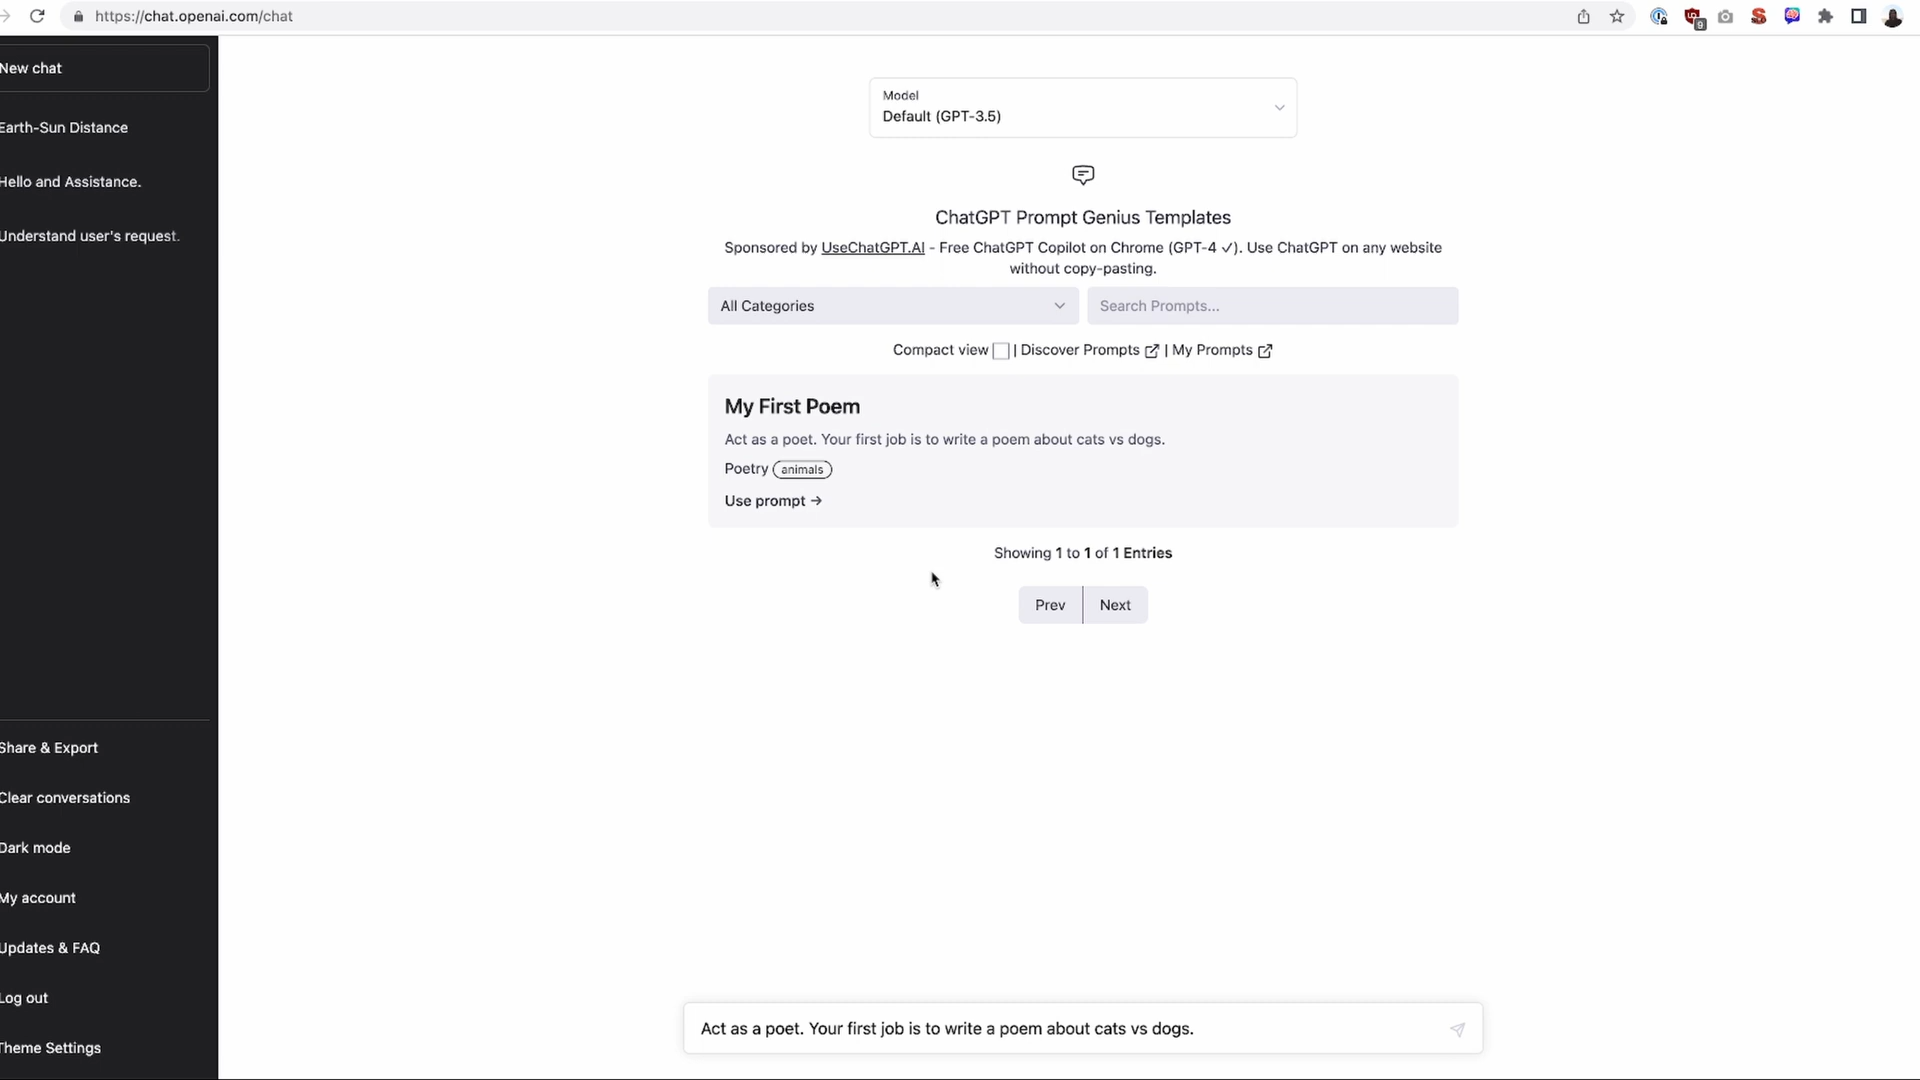 https://chat.openai.com/chat
9
New chat
Earth-Sun Distance
Hello and Assistance.
Understand user's request.
Share & Export
Clear conversations
Dark mode
My account
Updates & FAQ
Log out
Theme Settings
Model
Default (GPT-3.5)
ChatGPT Prompt Genius Templates
Sponsored by UseChatGPT.AI - Free ChatGPT Copilot on Chrome (GPT-4 ✓). Use ChatGPT on any website
without copy-pasting.
All Categories
Search Prompts...
Compact view | Discover Prompts | My Prompts
My First Poem
Act as a poet. Your first job is to write a poem about cats vs dogs.
Poetry animals
Use prompt →
Showing 1 to 1 of 1 Entries
Prev Next
Act as a poet. Your first job is to write a poem about cats vs dogs.